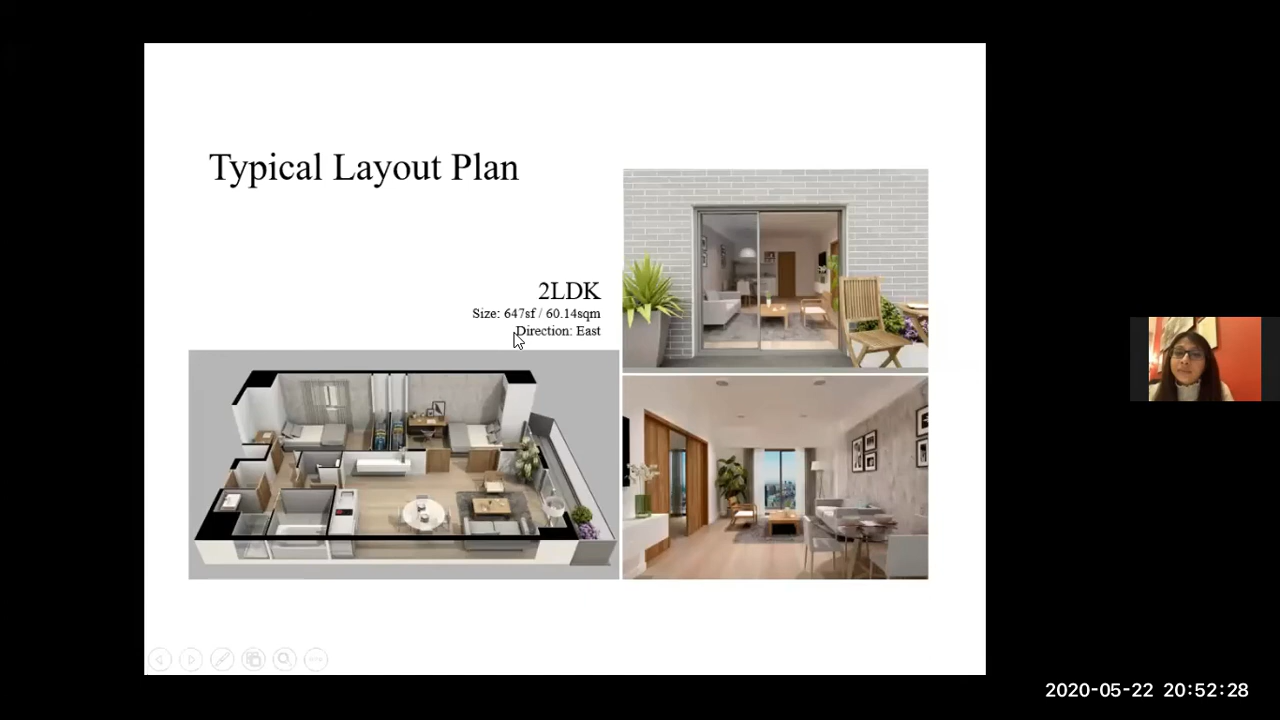 Typical Layout Plan
2LDK
Size: 647sf / 60.14sqm
Direction: East
2020-05-22 20:52:28